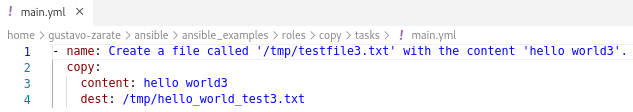 ! main.yml ×
home > gustavo-zarate > ansible > ansible_examples > roles > copy > tasks > ! main.yml
1 - name: Create a file called '/tmp/testfile3.txt' with the content 'hello world3'.
2 copy:
3 content: hello world3
4 dest: /tmp/hello_world_test3.txt